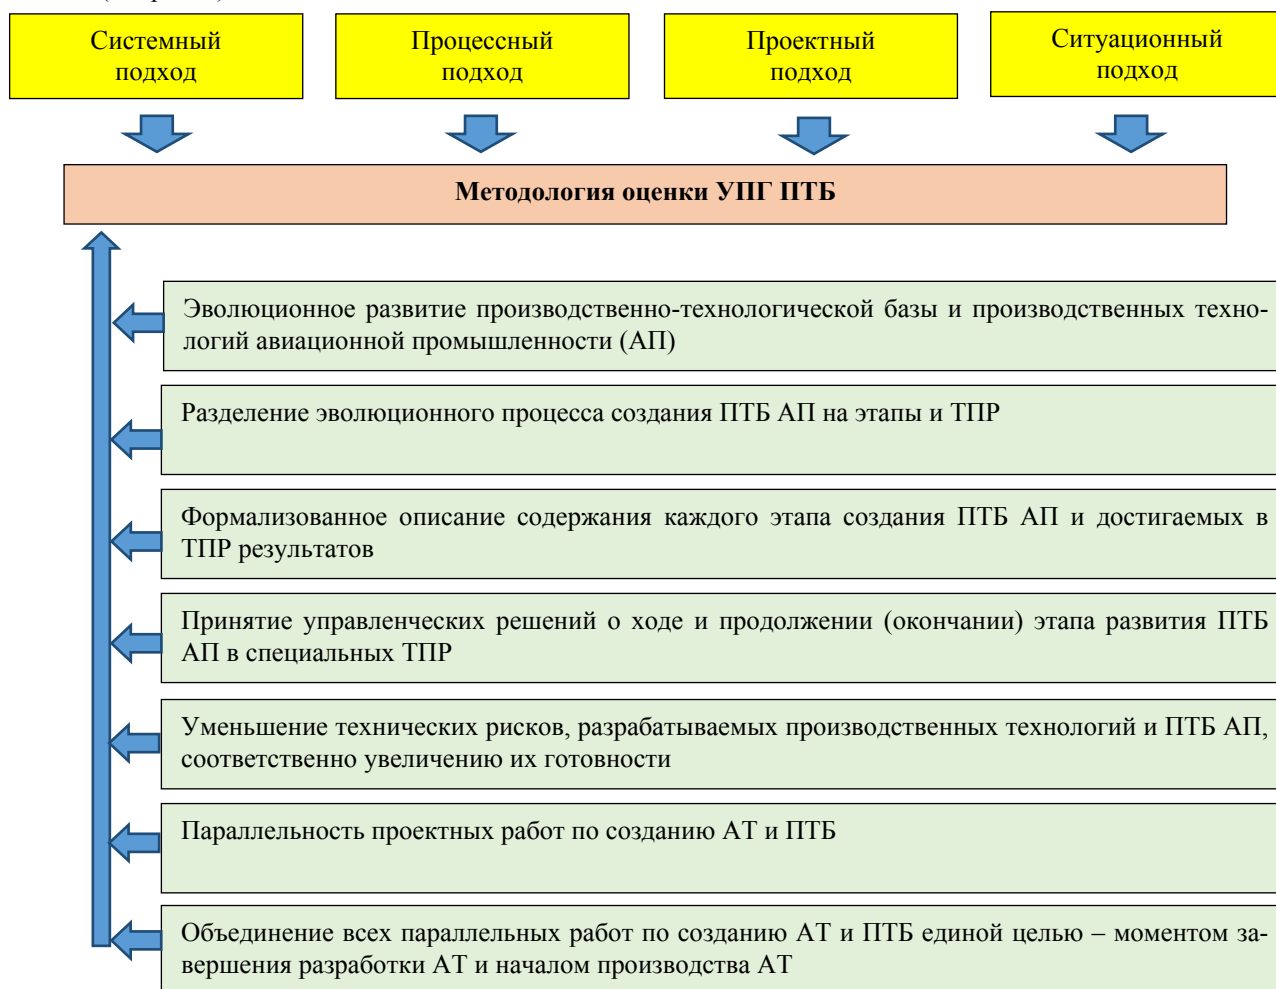 Системный
подход
Процессный
подход
Проектный
подход
Ситуационный
подход
Методология оценки УПГ ПТБ
Эволюционное развитие производственно-технологической базы и производственных техно-
логий авиационной промышленности (АП)
Разделение эволюционного процесса создания ПТБ АП на этапы и ТПР
Формализованное описание содержания каждого этапа создания ПТБ АП и достигаемых в
ТПР результатов
Принятие управленческих решений о ходе и продолжении (окончании) этапа развития ПТБ
АП в специальных ТПР
Уменьшение технических рисков, разрабатываемых производственных технологий и ПТБ АП,
соответственно увеличению их готовности
Параллельность проектных работ по созданию АТ и ПТБ
Объединение всех параллельных работ по созданию АТ и ПТБ единой целью – моментом за-
вершения разработки АТ и началом производства АТ